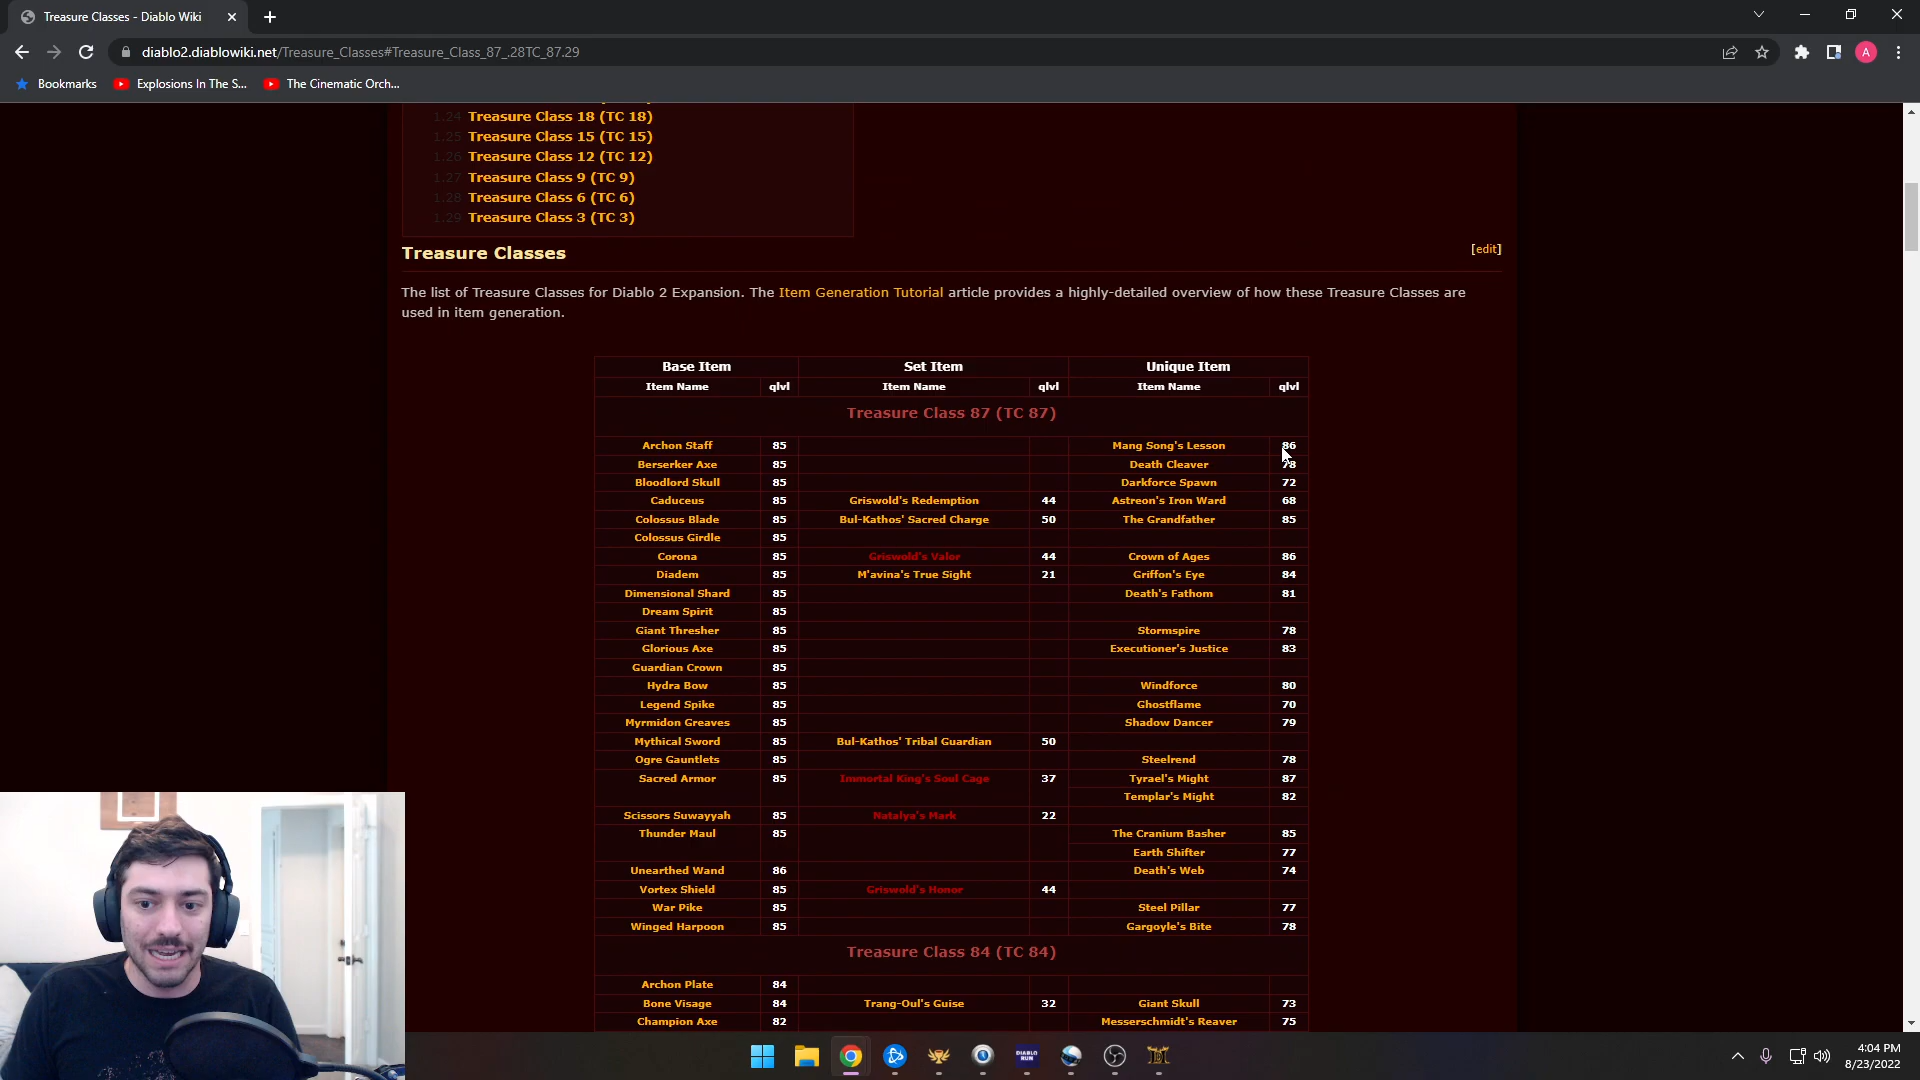 Treasure Classes - Diablo Wiki
diablo2.diablowiki.net/Treasure_Classes#Treasure_Class_87_.28TC_87.29
A
Bookmarks
Explosions In The S...
The Cinematic Orch...
1.24 Treasure Class 18 (TC 18)
1.25 Treasure Class 15 (TC 15)
1.26 Treasure Class 12 (TC 12)
1.27 Treasure Class 9 (TC 9)
1.28 Treasure Class 6 (TC 6)
1.29 Treasure Class 3 (TC 3)
Treasure Classes
[edit]
The list of Treasure Classes for Diablo 2 Expansion. The Item Generation Tutorial article provides a highly-detailed overview of how these Treasure Classes are
used in item generation.
Base Item Set Item Unique Item
Item Name qlvl Item Name qlvl Item Name qlvl
Treasure Class 87 (TC 87)
Archon Staff 85 Mang Song's Lesson 86
Berserker Axe 85 Death Cleaver 78
Bloodlord Skull 85 Darkforce Spawn 72
Caduceus 85 Griswold's Redemption 44 Astreon's Iron Ward 68
Colossus Blade 85 Bul-Kathos' Sacred Charge 50 The Grandfather 85
Colossus Girdle 85
Corona 85 Griswold's Valor 44 Crown of Ages 86
Diadem 85 M'avina's True Sight 21 Griffon's Eye 84
Dimensional Shard 85 Death's Fathom 81
Dream Spirit 85
Giant Thresher 85 Stormspire 78
Glorious Axe 85 Executioner's Justice 83
Guardian Crown 85
Hydra Bow 85 Windforce 80
Legend Spike 85 Ghostflame 70
Myrmidon Greaves 85 Shadow Dancer 79
Mythical Sword 85 Bul-Kathos' Tribal Guardian 50
Ogre Gauntlets 85 Steelrend 78
Sacred Armor 85 Immortal King's Soul Cage 37 Tyrael's Might 87
Templar's Might 82
Scissors Suwayyah 85 Natalya's Mark 22
Thunder Maul 85 The Cranium Basher 85
Earth Shifter 77
Unearthed Wand 86 Death's Web 74
Vortex Shield 85 Griswold's Honor 44
War Pike 85 Steel Pillar 77
Winged Harpoon 85 Gargoyle's Bite 78
Treasure Class 84 (TC 84)
Archon Plate 84
Bone Visage 84 Trang-Oul's Guise 32 Giant Skull 73
Champion Axe 82 Messerschmidt's Reaver 75
DIABLO
RUN
4:04 PM
8/23/2022